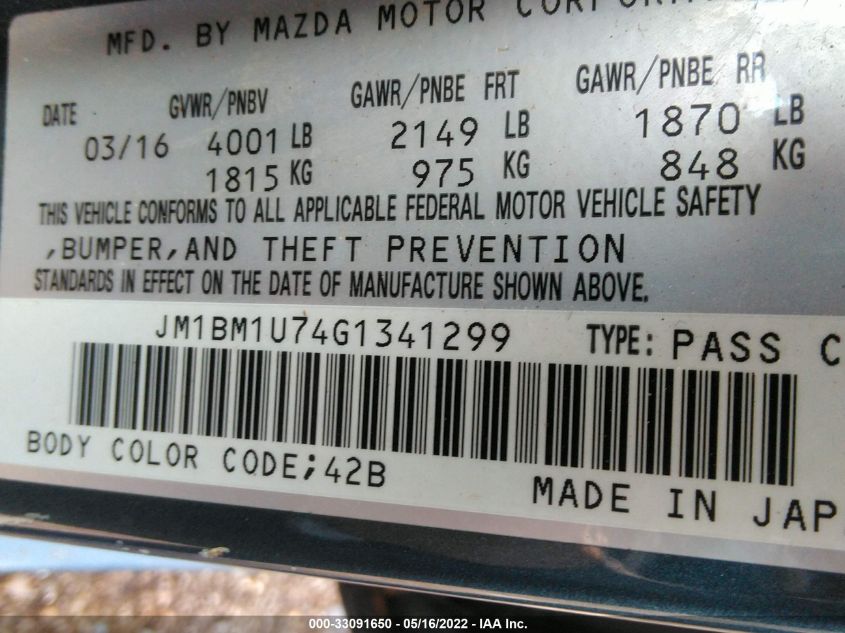 MFD. BY MAZDA MOTOR
DATE GVWR/PNBV GAWR/PNBE FRT GAWR/PNBE RR
03/16 4001 LB 2149 LB 1870 LB
1815 KG 975 KG 848 KG
THIS VEHICLE CONFORMS TO ALL APPLICABLE FEDERAL MOTOR VEHICLE SAFETY
,BUMPER,AND THEFT PREVENTION
STANDARDS IN EFFECT ON THE DATE OF MANUFACTURE SHOWN ABOVE.
JM1BM1U74G1341299 TYPE: PASS C
BODY COLOR CODE;42B
MADE IN JAP
000-33091650 - 05/16/2022 - IAA Inc.